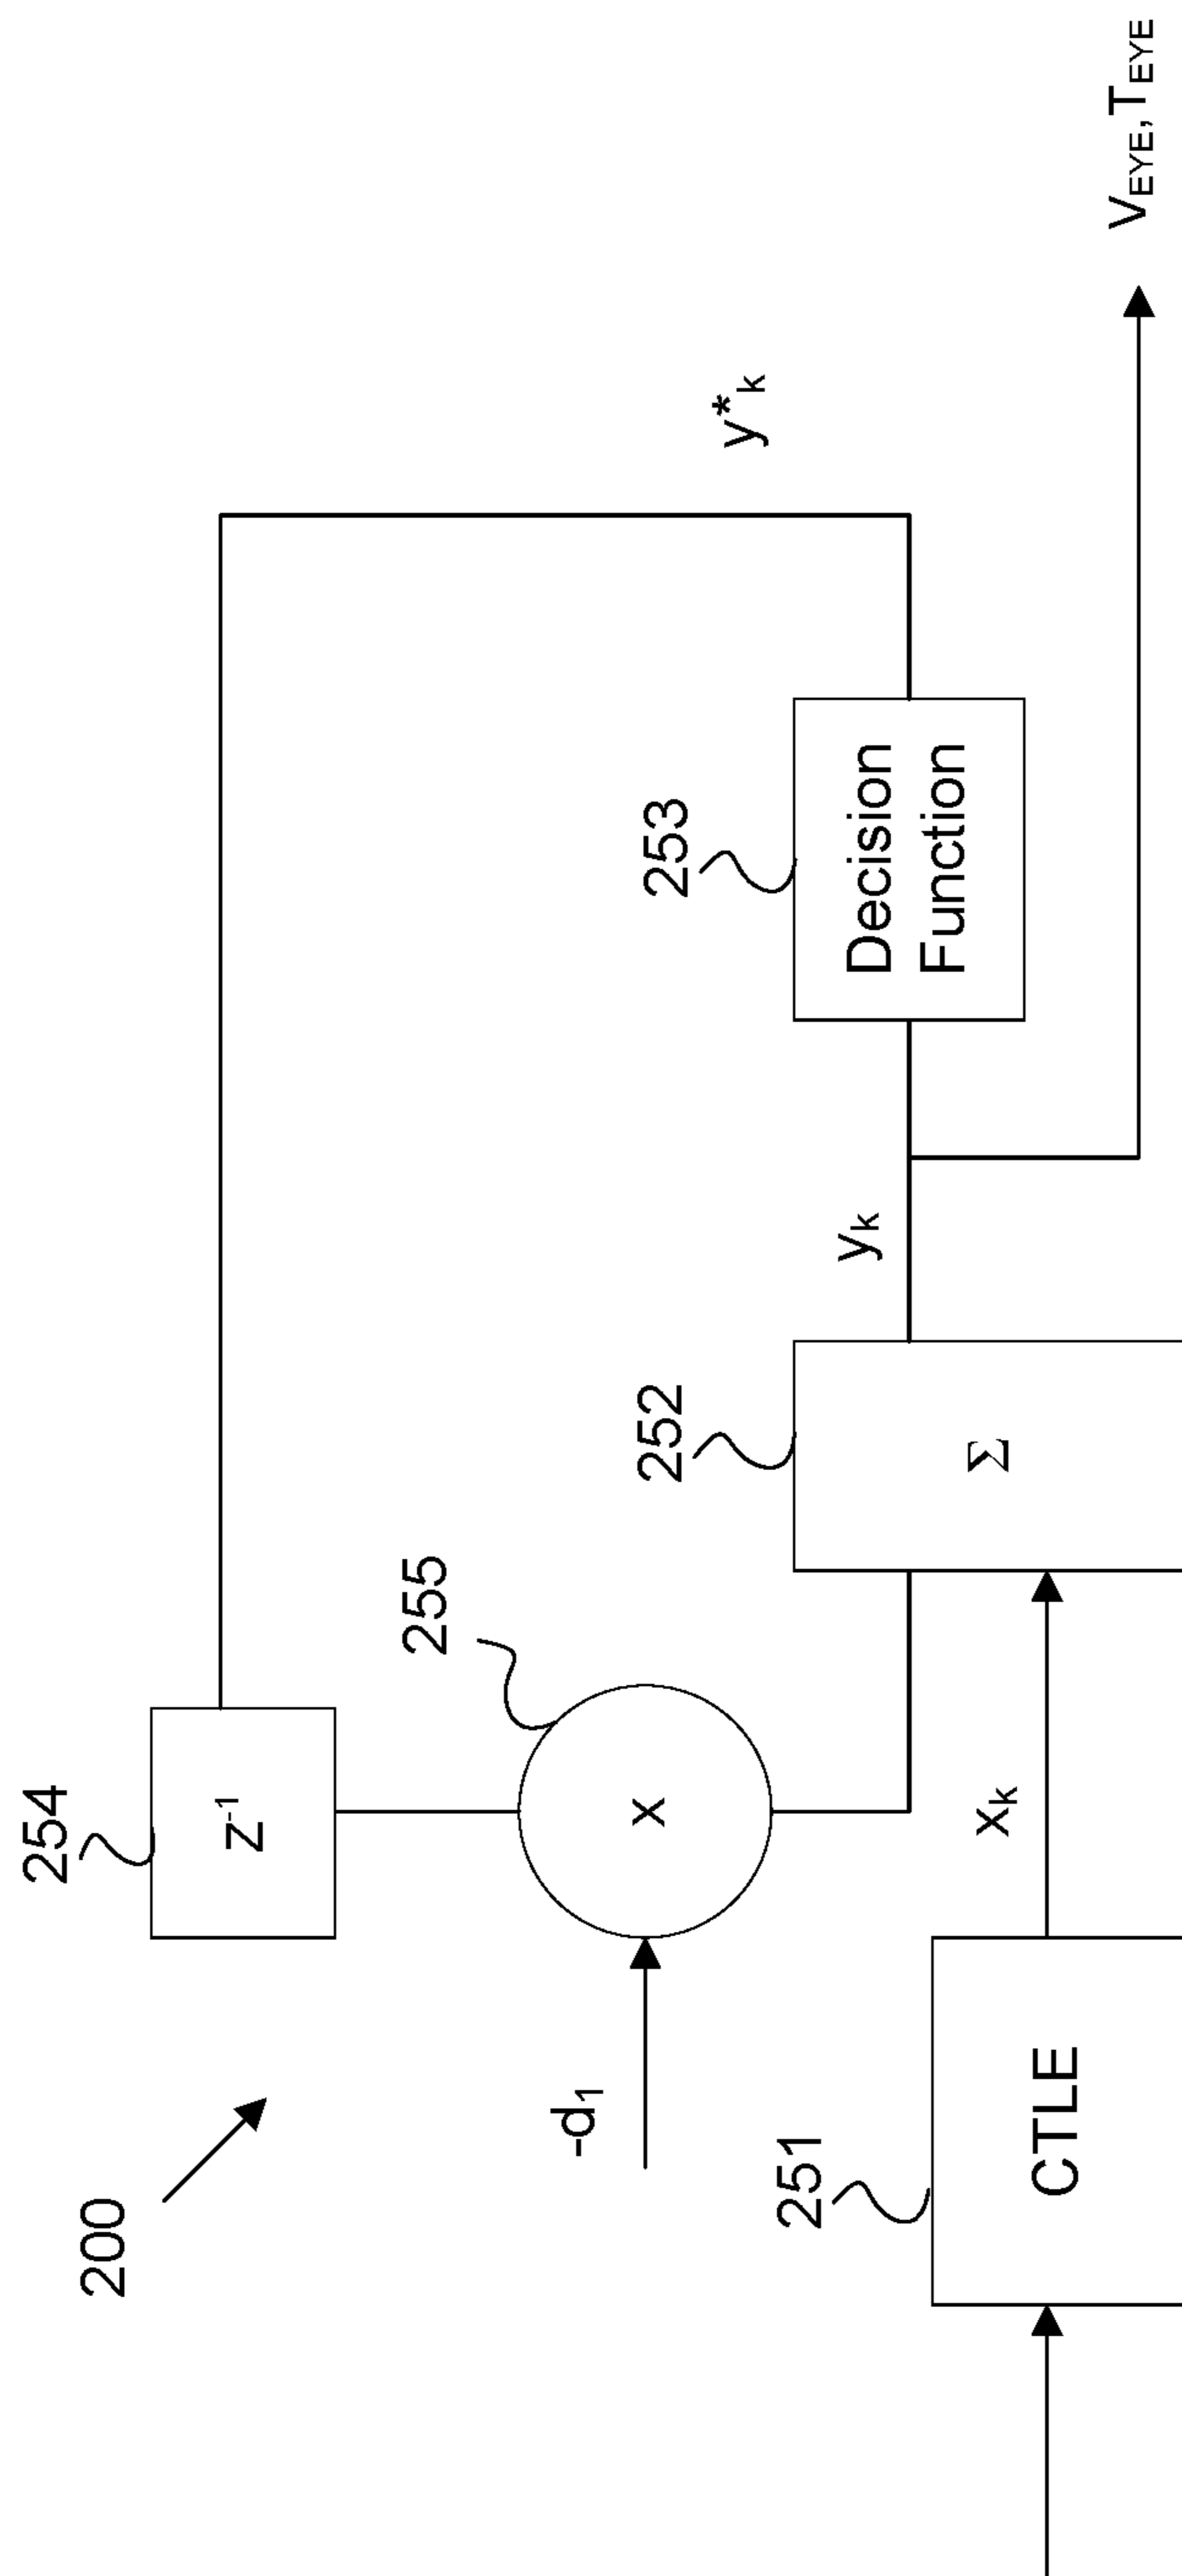 200
254
Z⁻¹
255
x
-d₁
y*ₖ
253
Decision
Function
252
Σ
yₖ
251
CTLE
xₖ
V_EYE,T_EYE